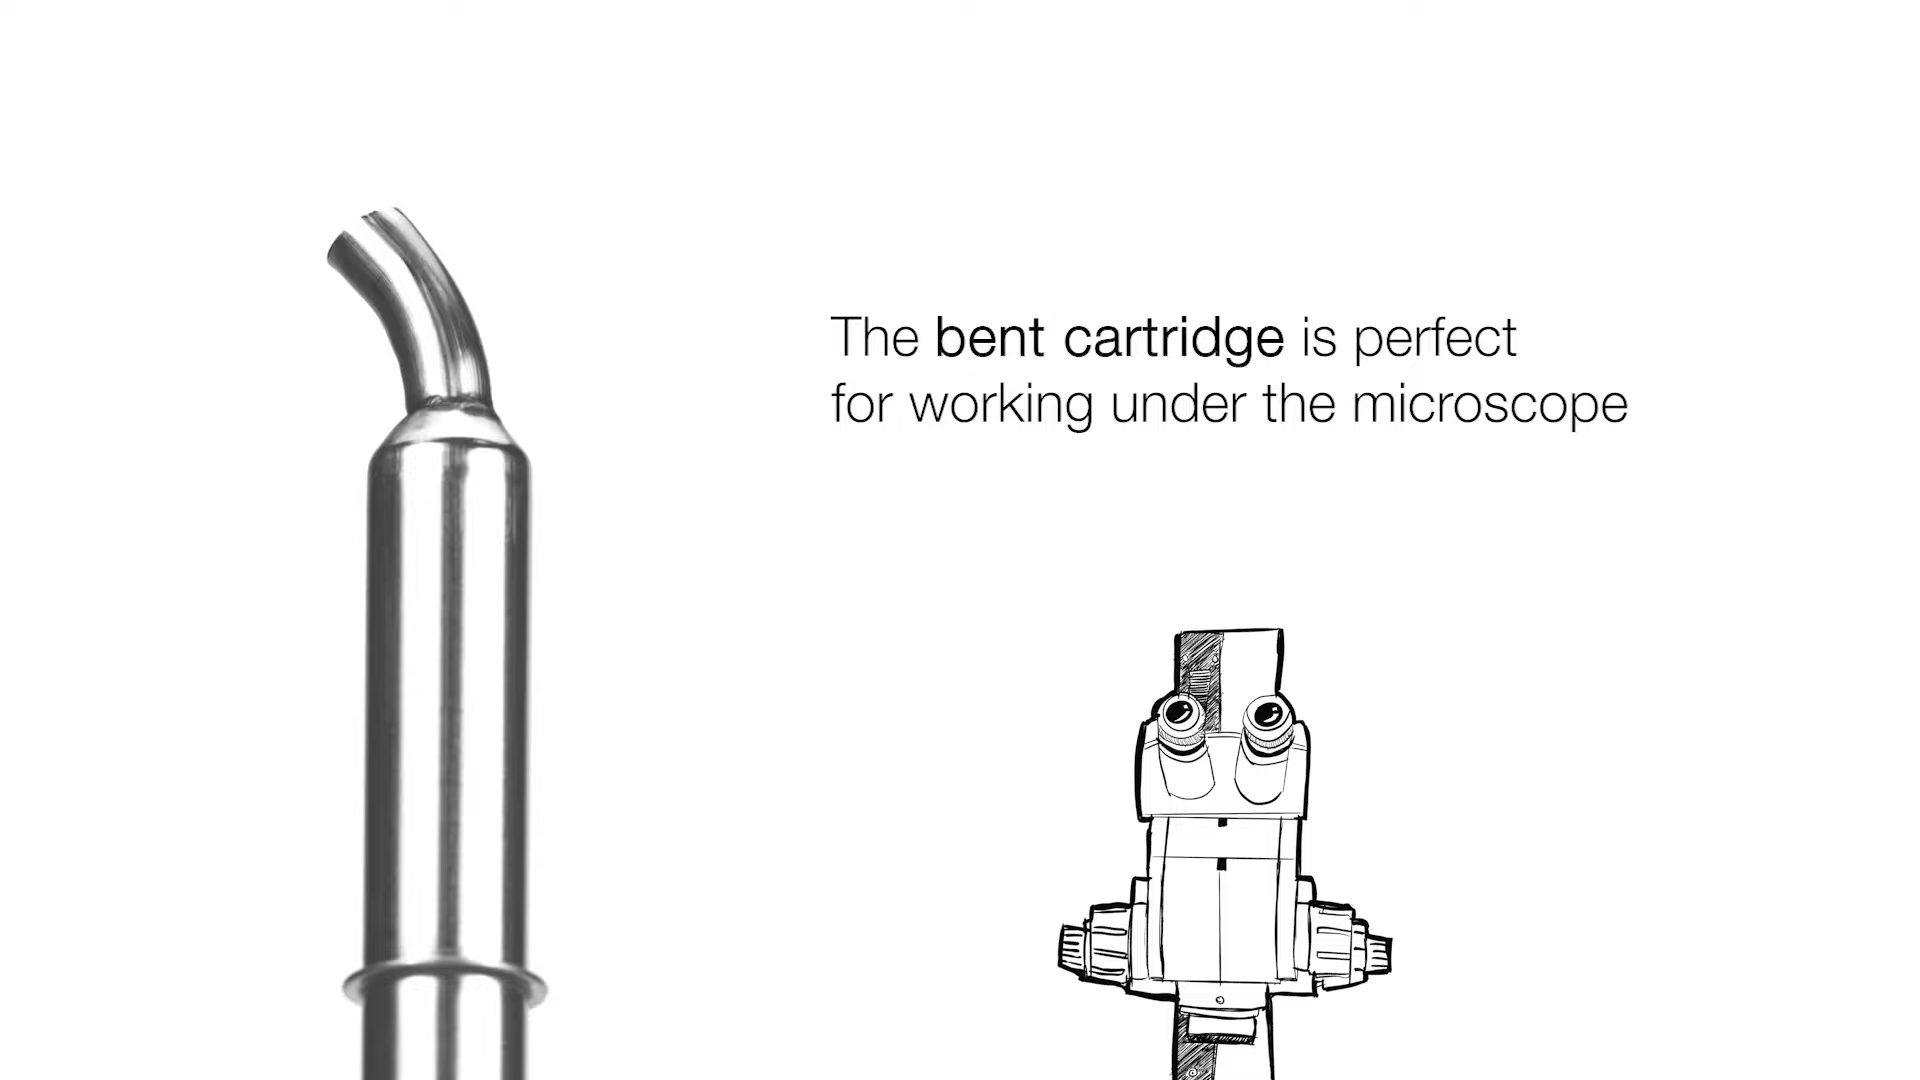 The bent cartridge is perfect
for working under the microscope